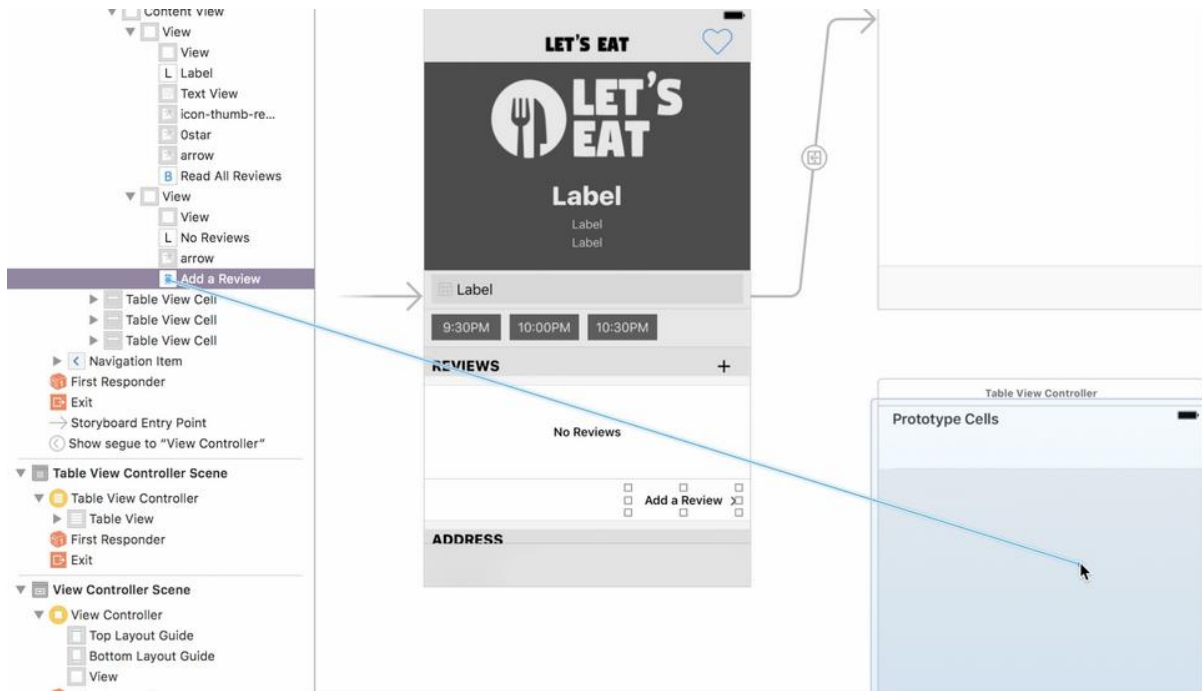 Content View
View
View
L Label
Text View
icon-thumb-re...
0star
arrow
B Read All Reviews
View
View
L No Reviews
arrow
Add a Review
Table View Cell
Table View Cell
Table View Cell
Navigation Item
First Responder
Exit
Storyboard Entry Point
Show segue to "View Controller"
Table View Controller Scene
Table View Controller
Table View
First Responder
Exit
View Controller Scene
View Controller
Top Layout Guide
Bottom Layout Guide
View
LET'S EAT
LET'S
EAT
Label
Label
Label
Label
9:30PM 10:00PM 10:30PM
REVIEWS +
No Reviews
Add a Review
ADDRESS
Table View Controller
Prototype Cells